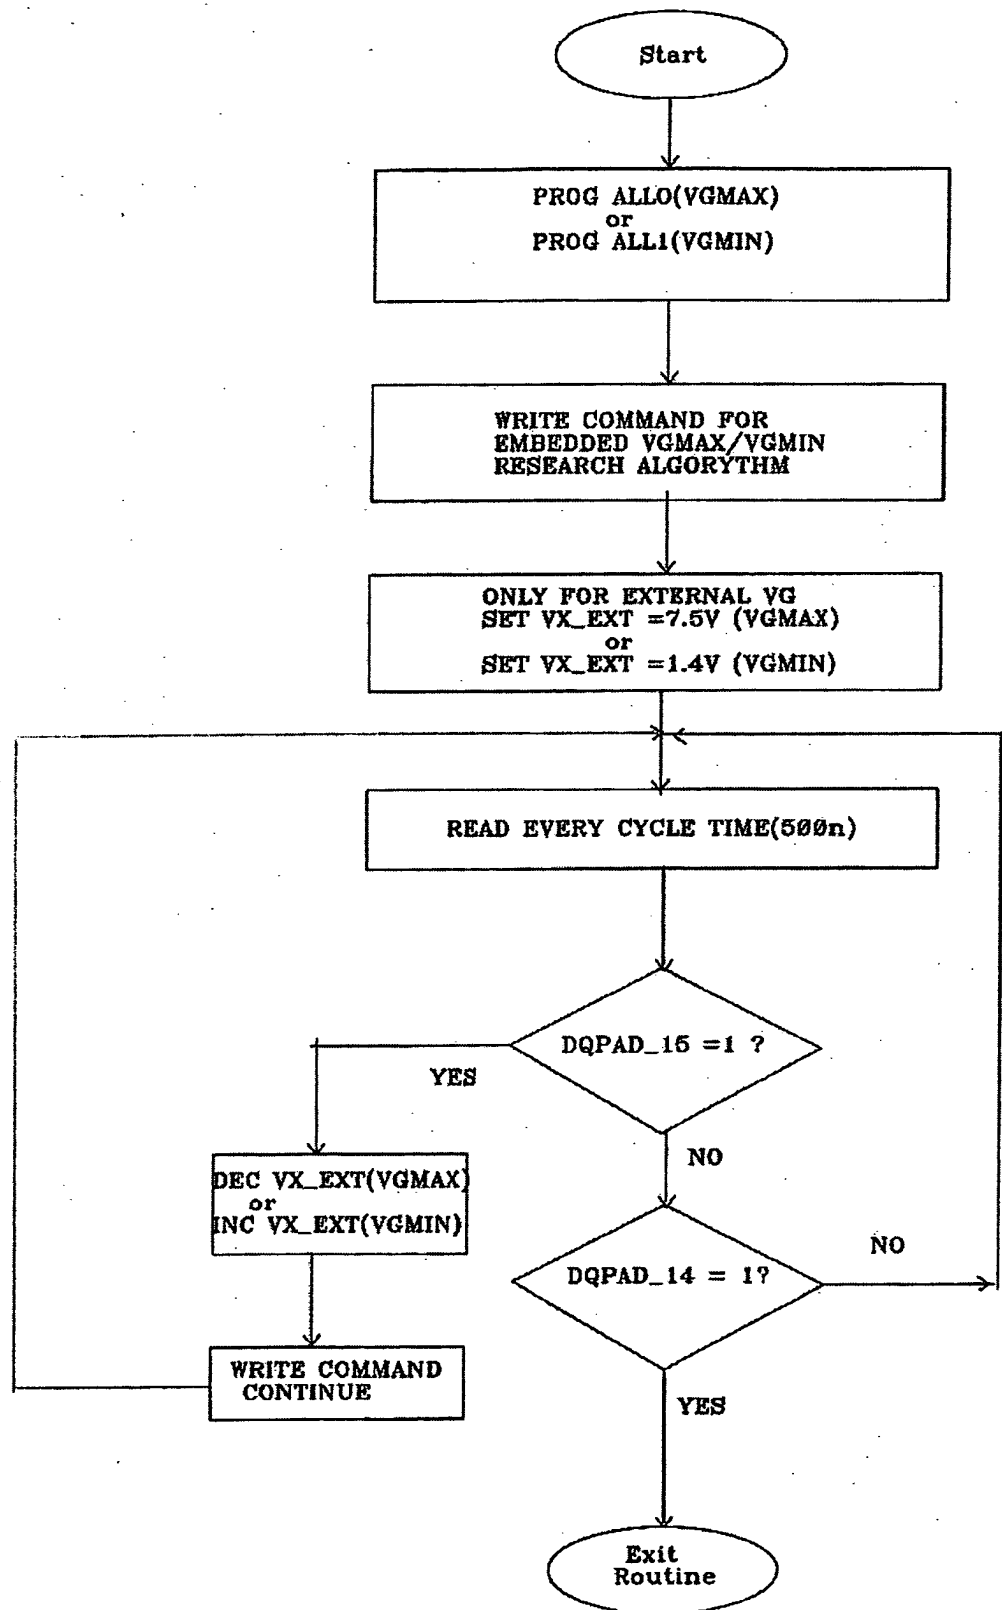 Start
PROG ALL0(VGMAX)
or
PROG ALL1(VGMIN)
WRITE COMMAND FOR
EMBEDDED VGMAX/VGMIN
RESEARCH ALGORYTHM
ONLY FOR EXTERNAL VG
SET VX_EXT =7.5V (VGMAX)
or
SET VX_EXT =1.4V (VGMIN)
READ EVERY CYCLE TIME(500n)
DQPAD_15 =1 ?
YES
NO
DEC VX_EXT(VGMAX)
or
INC VX_EXT(VGMIN)
DQPAD_14 = 1?
NO
WRITE COMMAND
CONTINUE
YES
Exit
Routine